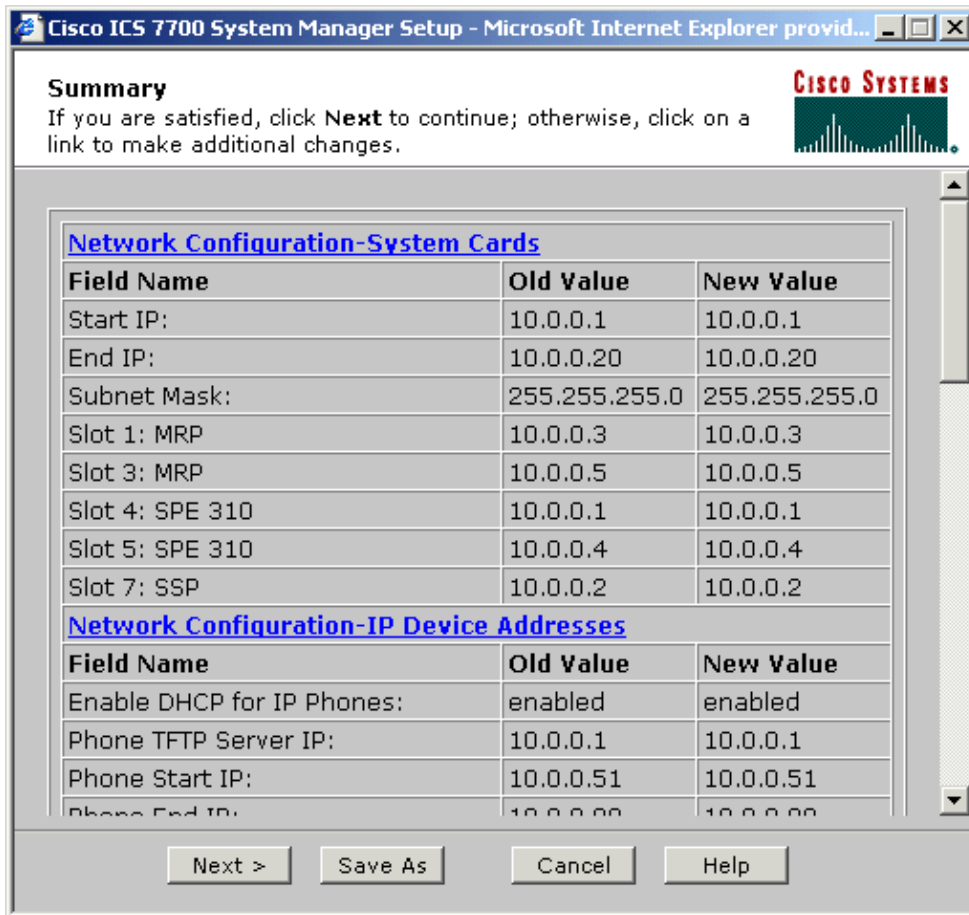 Cisco ICS 7700 System Manager Setup - Microsoft Internet Explorer provid...
Summary
CISCO SYSTEMS
If you are satisfied, click Next to continue; otherwise, click on a
link to make additional changes.
Network Configuration-System Cards
Field Name Old Value New Value
Start IP: 10.0.0.1 10.0.0.1
End IP: 10.0.0.20 10.0.0.20
Subnet Mask: 255.255.255.0 255.255.255.0
Slot 1: MRP 10.0.0.3 10.0.0.3
Slot 3: MRP 10.0.0.5 10.0.0.5
Slot 4: SPE 310 10.0.0.1 10.0.0.1
Slot 5: SPE 310 10.0.0.4 10.0.0.4
Slot 7: SSP 10.0.0.2 10.0.0.2
Network Configuration-IP Device Addresses
Field Name Old Value New Value
Enable DHCP for IP Phones: enabled enabled
Phone TFTP Server IP: 10.0.0.1 10.0.0.1
Phone Start IP: 10.0.0.51 10.0.0.51
Phone End IP:
Next > Save As Cancel Help